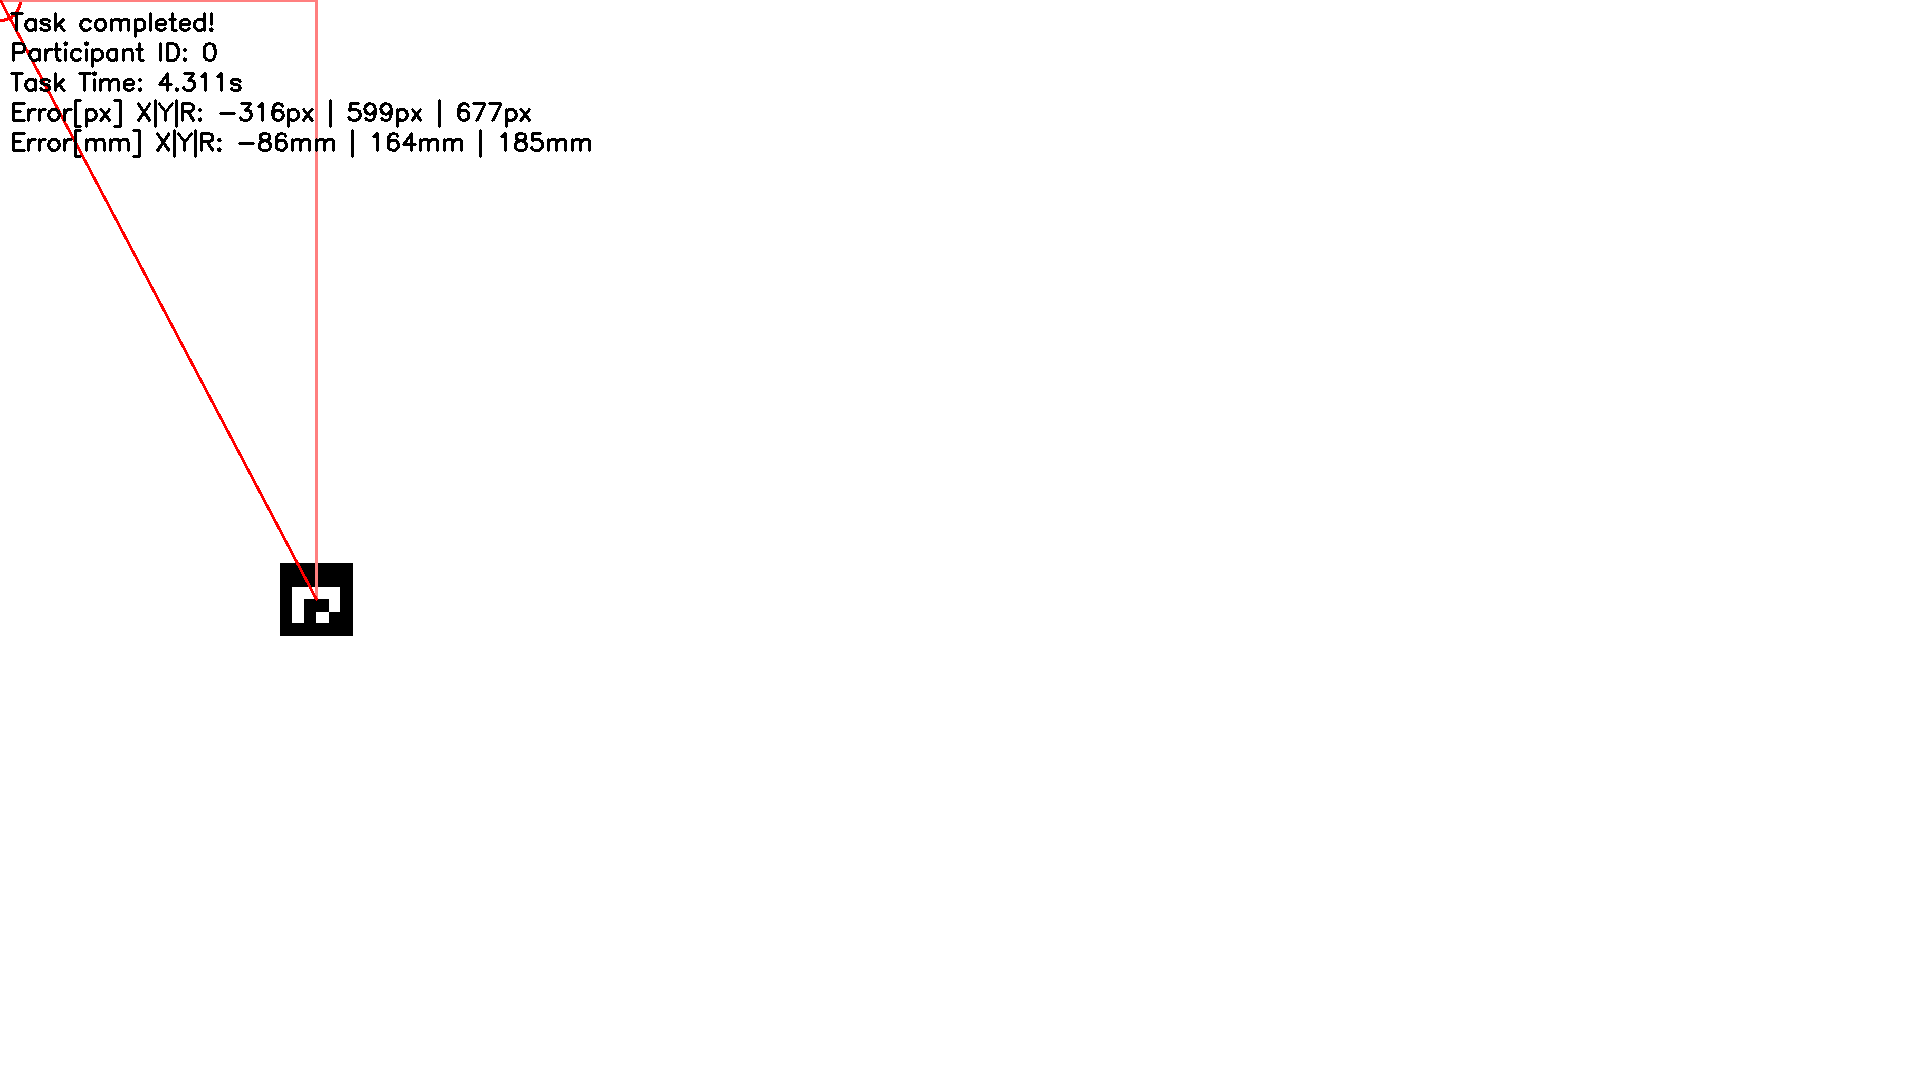 Task completed!
Participant ID: 0
Task Time: 4.311s
Error[px] X|Y|R: -316px | 599px | 677px
Error[mm] X|Y|R: -86mm | 164mm | 185mm